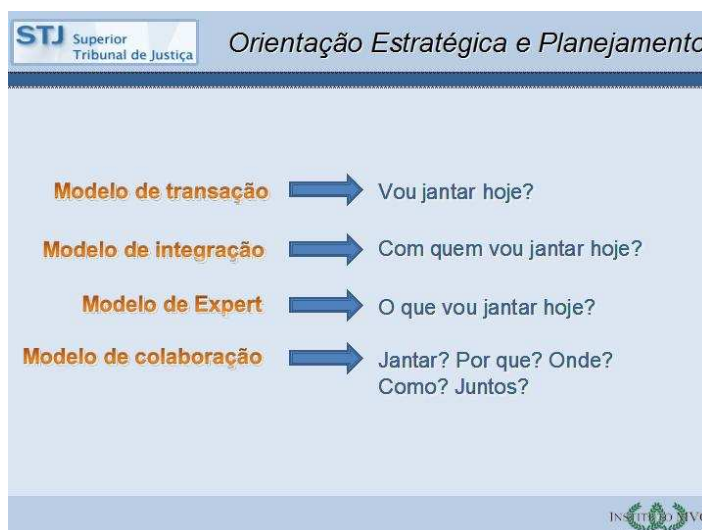 STJ Superior
Tribunal de Justiça
Orientação Estratégica e Planejamento
Modelo de transação Vou jantar hoje?
Modelo de integração Com quem vou jantar hoje?
Modelo de Expert O que vou jantar hoje?
Modelo de colaboração Jantar? Por que? Onde?
Como? Juntos?